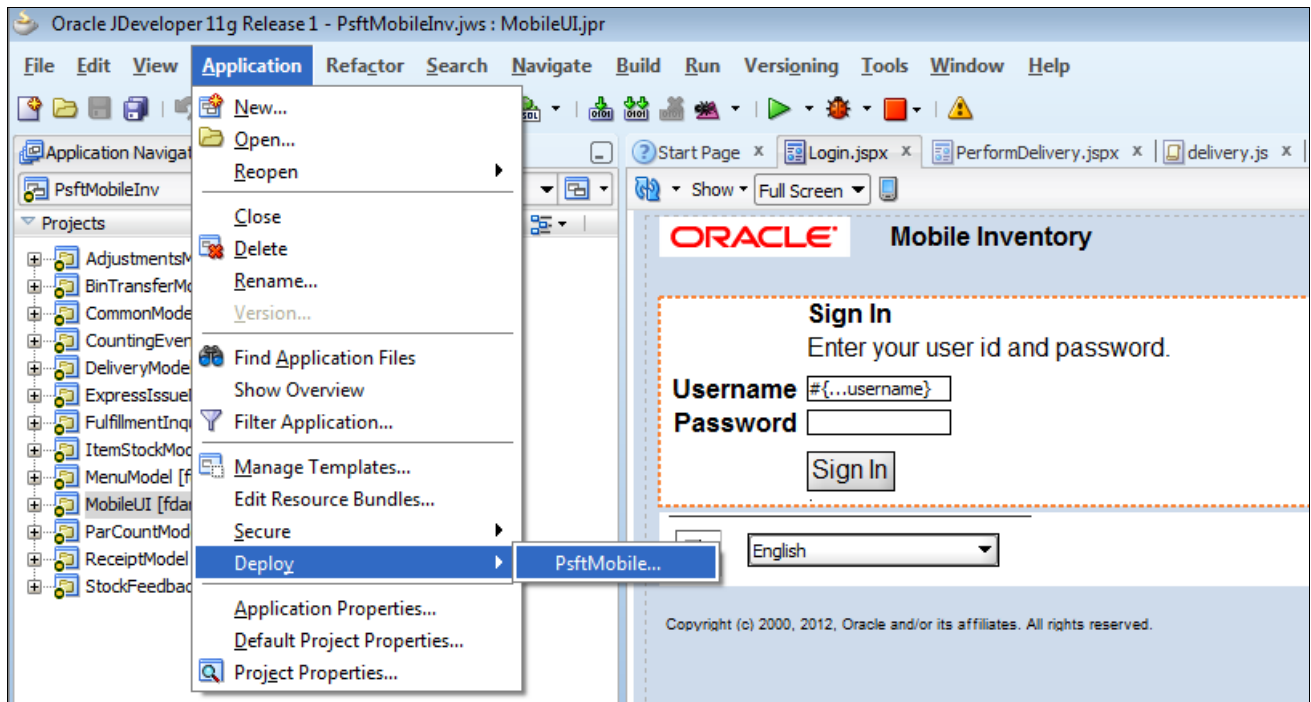 Oracle JDeveloper 11g Release 1 - PsftMobileInv.jws : MobileUI.jpr
File Edit View Application Refactor Search Navigate Build Run Versioning Tools Window Help
New...
Open...
Reopen
Close
Delete
Rename...
Version...
Find Application Files
Show Overview
Filter Application...
Manage Templates...
Edit Resource Bundles...
Secure
Deploy
PsftMobile...
Application Properties...
Default Project Properties...
Project Properties...
Application Navigat
PsftMobileInv
Projects
AdjustmentsM
BinTransferMo
CommonMode
CountingEven
DeliveryMode
ExpressIssue
FulfillmentInq
ItemStockMod
MenuModel [f
MobileUI [fda
ParCountMod
ReceiptModel
StockFeedbac
Start Page Login.jspx PerformDelivery.jspx delivery.js
Show Full Screen
ORACLE Mobile Inventory
Sign In
Enter your user id and password.
Username #{...username}
Password
Sign In
English
Copyright (c) 2000, 2012, Oracle and/or its affiliates. All rights reserved.